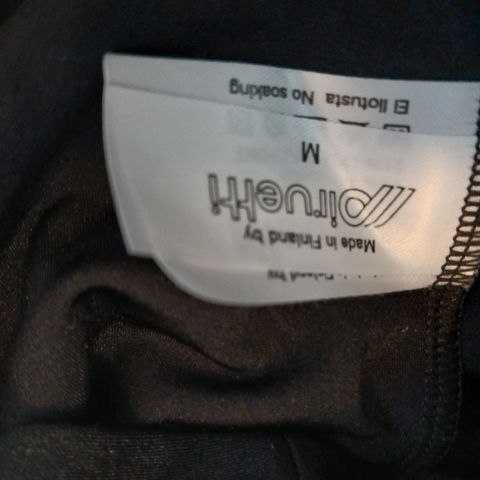 Made in Finland by
Piruetti
M
Ei liotusta No soaking